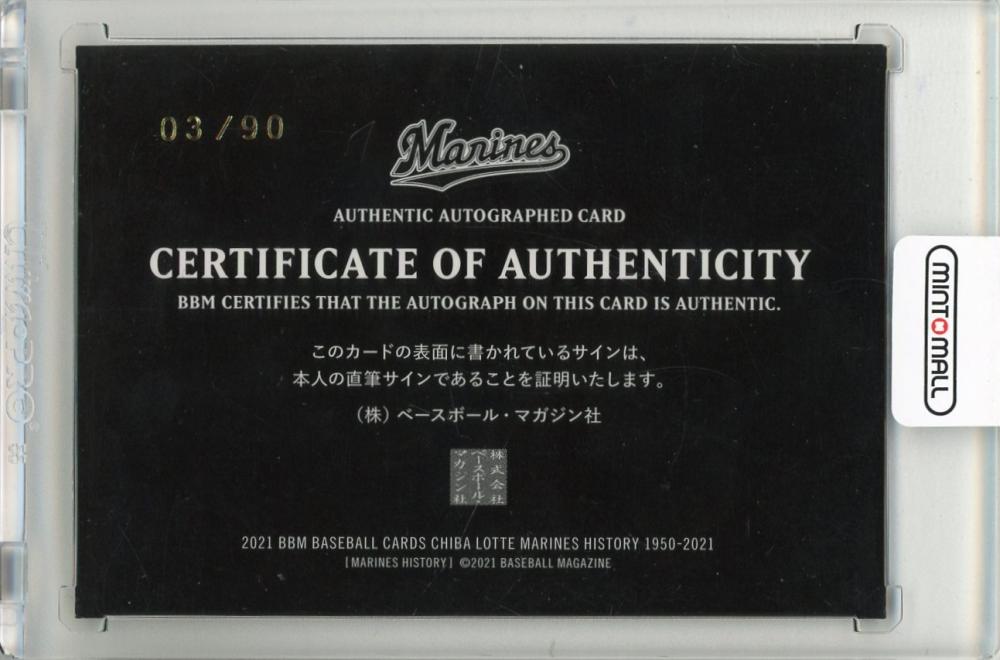 03/90
Marines
AUTHENTIC AUTOGRAPHED CARD
CERTIFICATE OF AUTHENTICITY
BBM CERTIFIES THAT THE AUTOGRAPH ON THIS CARD IS AUTHENTIC.
このカードの表面に書かれているサインは、
本人の直筆サインであることを証明いたします。
（株）ベースボール・マガジン社
株式会社
ベースボール・
マガジン社
2021 BBM BASEBALL CARDS CHIBA LOTTE MARINES HISTORY 1950-2021
[MARINES HISTORY] ©2021 BASEBALL MAGAZINE
MINTOMALL